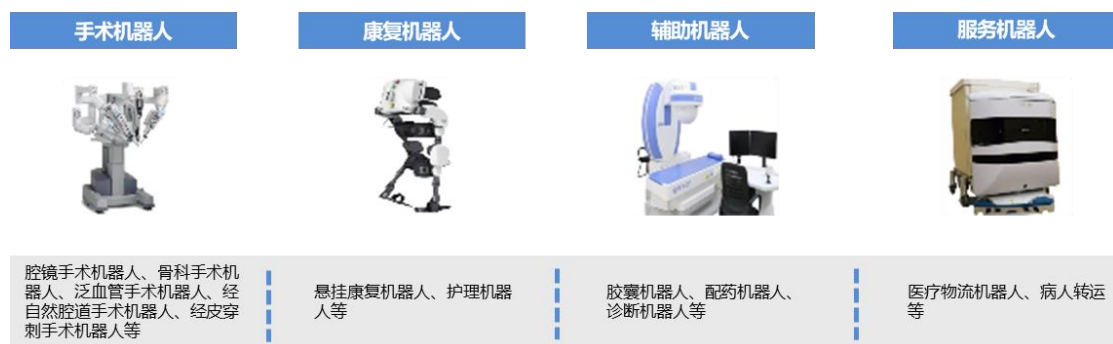 手术机器人
康复机器人
辅助机器人
服务机器人
腔镜手术机器人、骨科手术机
器人、泛血管手术机器人、经
自然腔道手术机器人、经皮穿
刺手术机器人等
悬挂康复机器人、护理机器
人等
胶囊机器人、配药机器人、
诊断机器人等
医疗物流机器人、病人转运
等